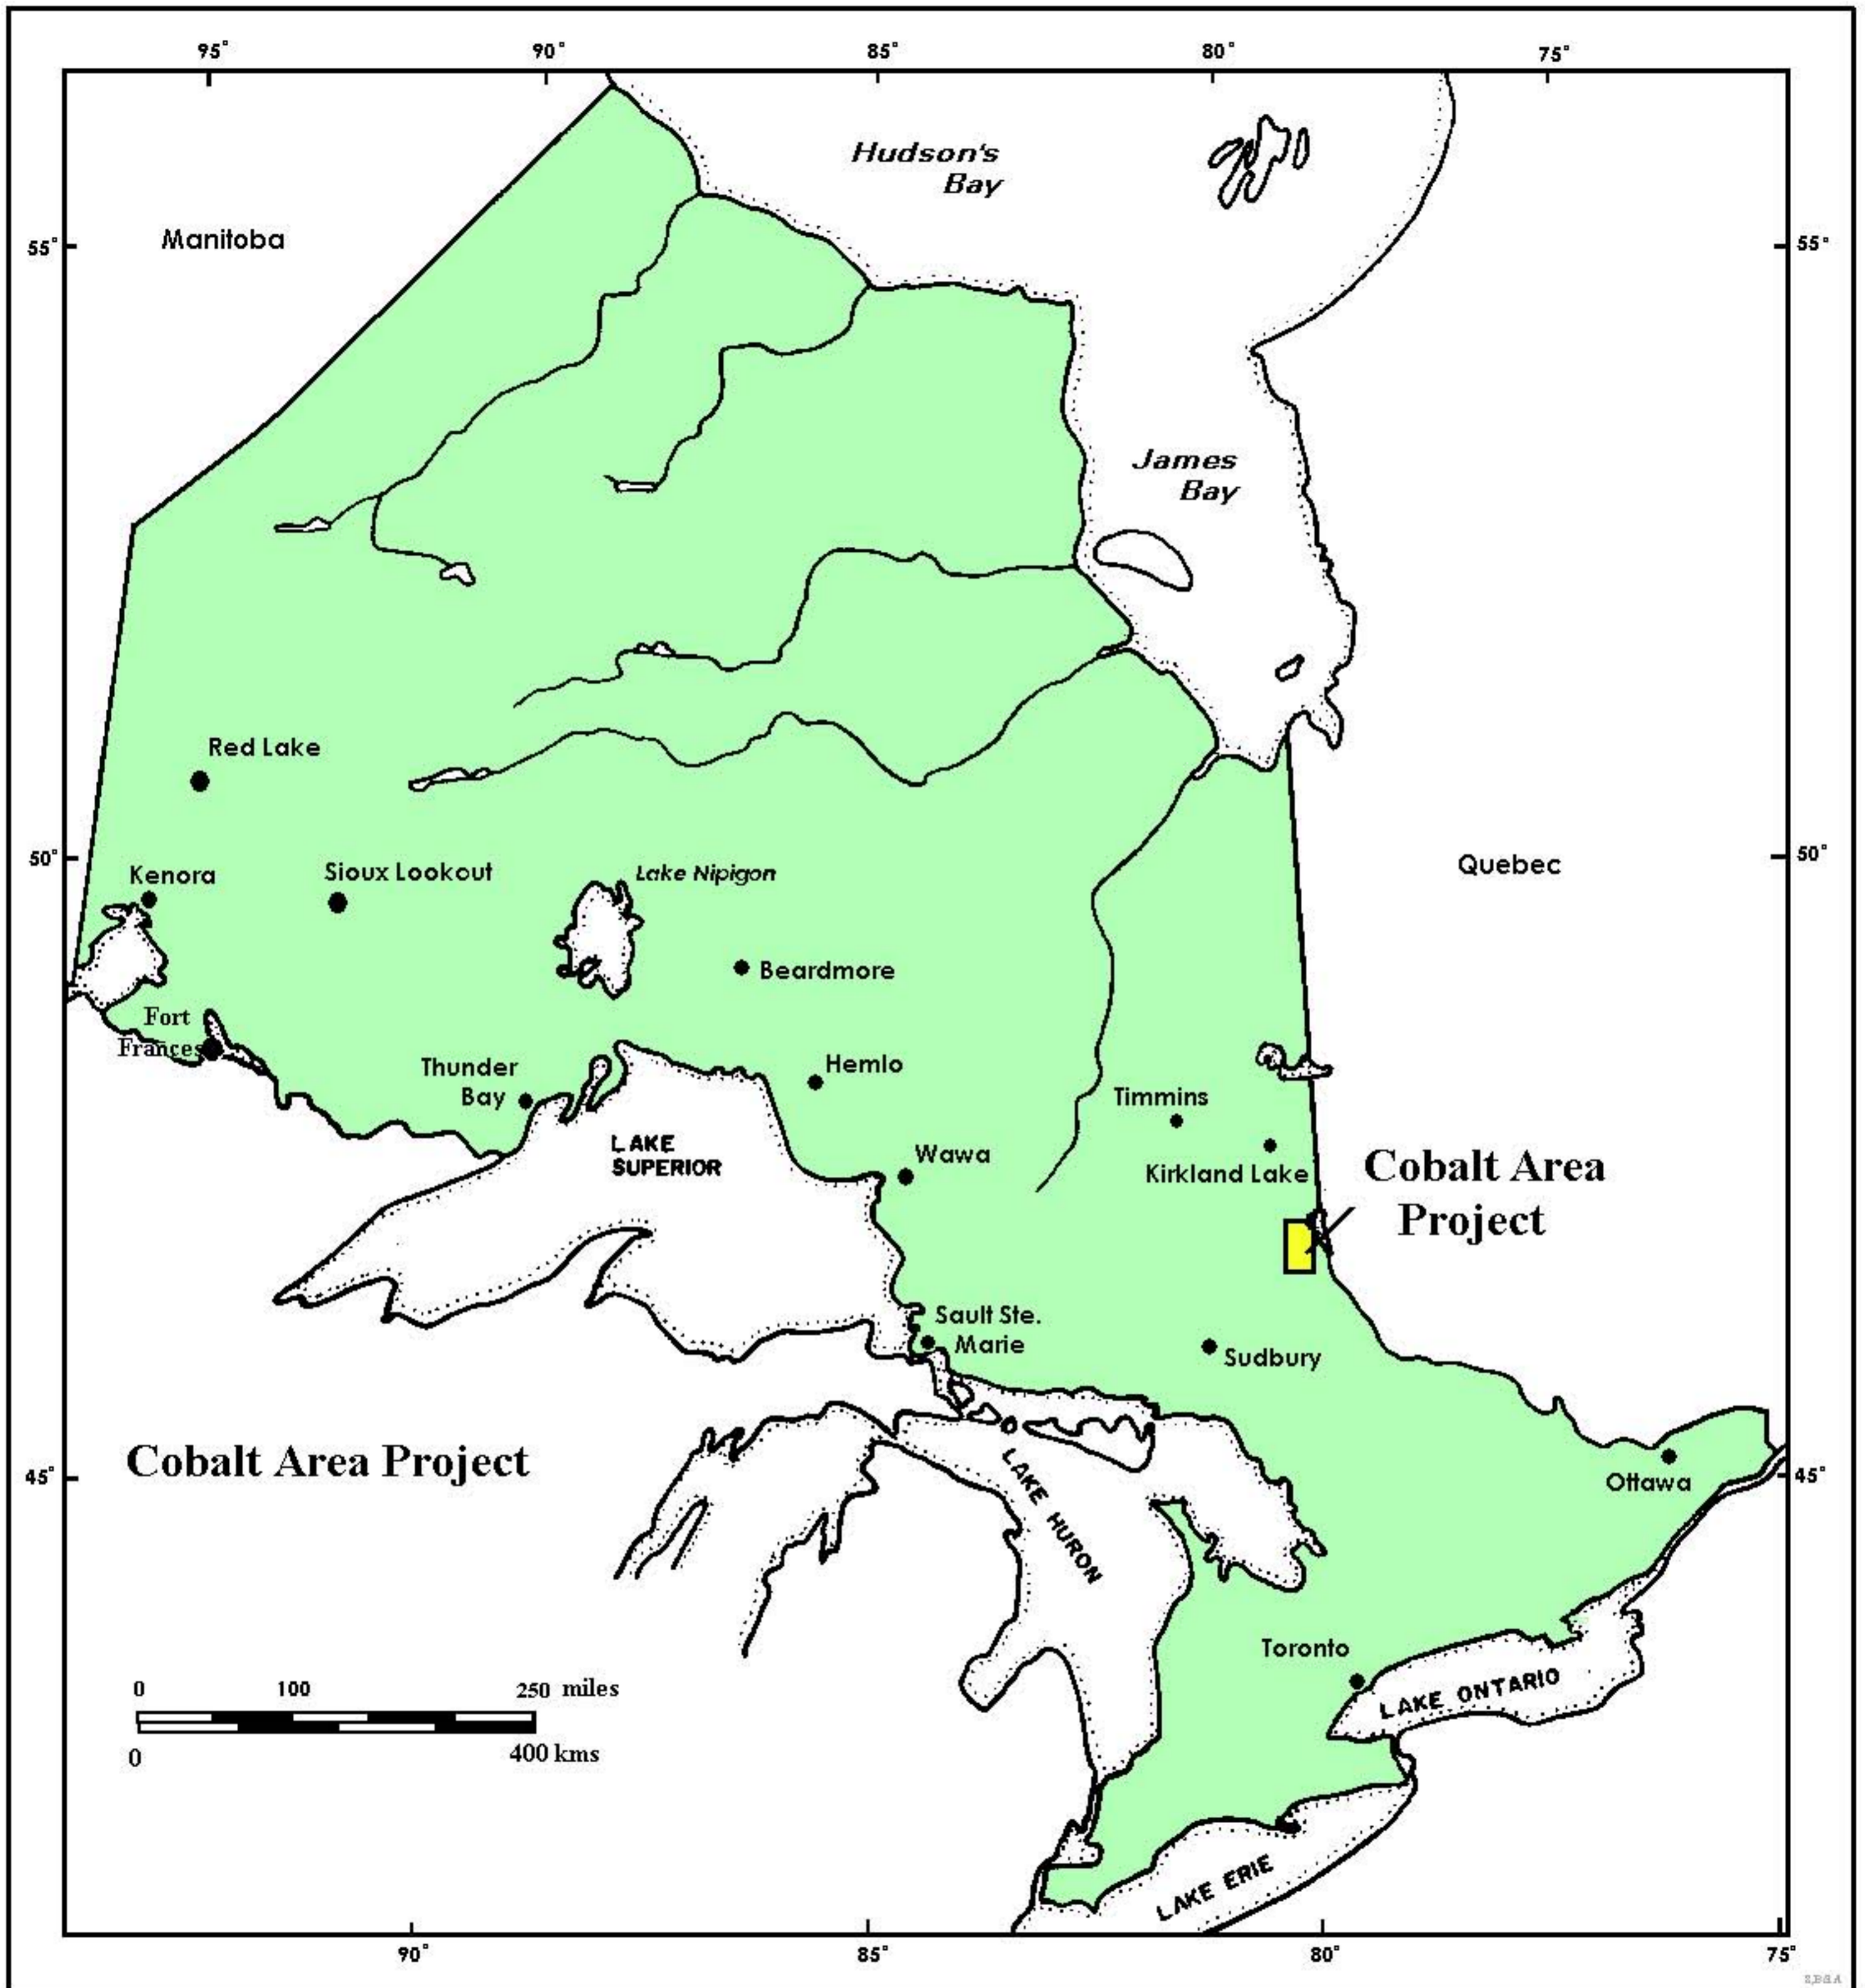 95° 90° 85° 80° 75°
Hudson's
Bay
Manitoba
55° 55°
James
Bay
Red Lake
50° 50°
Kenora
Sioux Lookout
Lake Nipigon
Quebec
Beardmore
Fort
Frances
Thunder
Bay
Hemlo
Timmins
LAKE
SUPERIOR
Wawa
Kirkland Lake
Cobalt Area
Project
Sault Ste.
Marie
Sudbury
Cobalt Area Project
45° 45°
LAKE HURON
Ottawa
Toronto
LAKE ONTARIO
0 100 250 miles
0 400 kms
LAKE ERIE
90° 85° 80° 75°